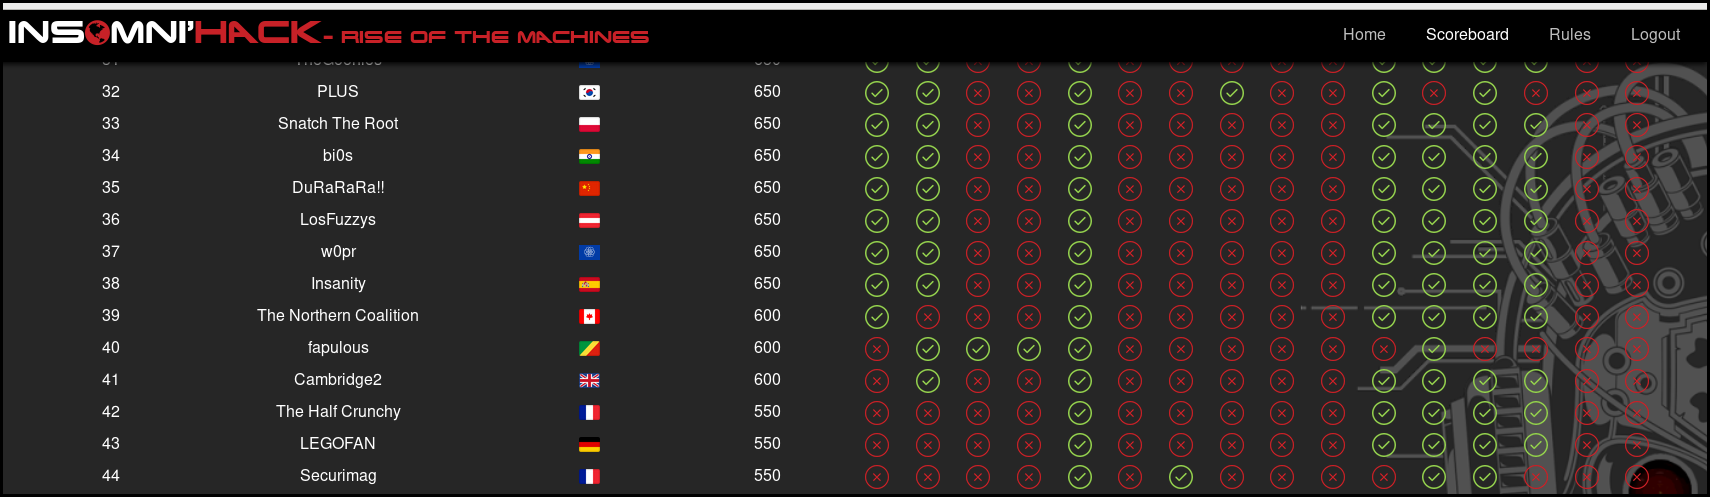 INSOMNI'HACK - RISE OF THE MACHINES Home Scoreboard Rules Logout
32 PLUS 650
33 Snatch The Root 650
34 bi0s 650
35 DuRaRaRa!! 650
36 LosFuzzys 650
37 w0pr 650
38 Insanity 650
39 The Northern Coalition 600
40 fapulous 600
41 Cambridge2 600
42 The Half Crunchy 550
43 LEGOFAN 550
44 Securimag 550